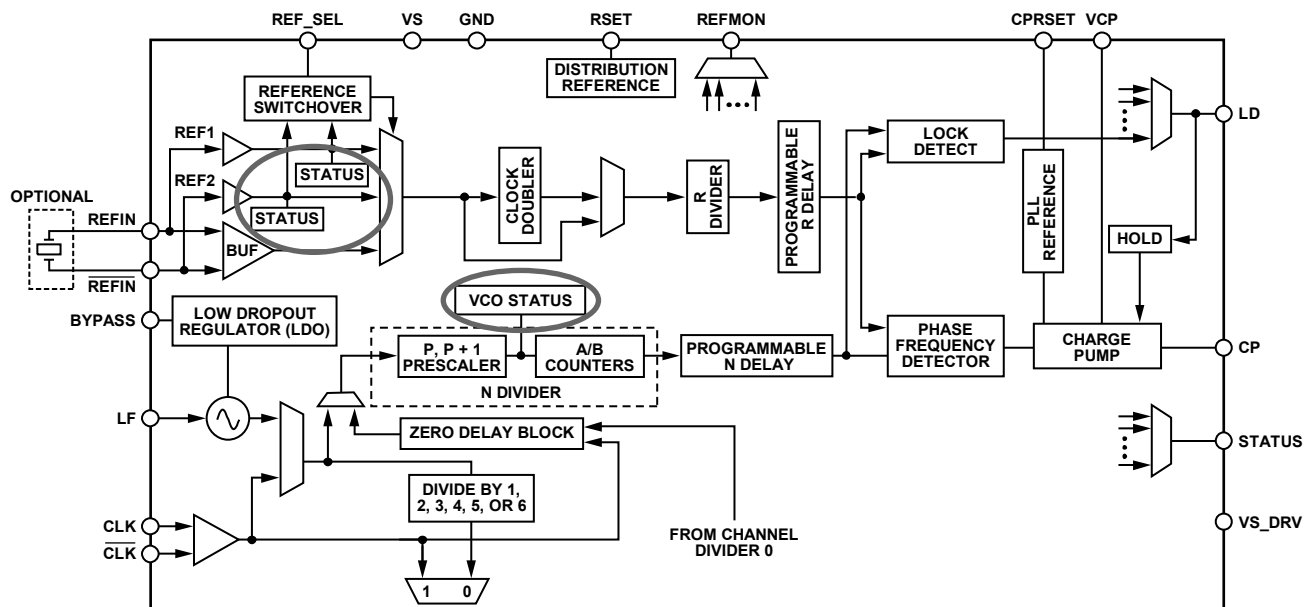 REF_SEL
VS
GND
RSET
REFMON
CPRSET
VCP
DISTRIBUTION
REFERENCE
REFERENCE
SWITCHOVER
LD
REF1
LOCK
DETECT
STATUS
REF2
OPTIONAL
CLOCK
DOUBLER
R
DIVIDER
PROGRAMMABLE
R DELAY
PLL
REFERENCE
STATUS
REFIN
BUF
HOLD
REFIN
VCO STATUS
BYPASS
LOW DROPOUT
REGULATOR (LDO)
P, P + 1
PRESCALER
A/B
COUNTERS
PROGRAMMABLE
N DELAY
PHASE
FREQUENCY
DETECTOR
CHARGE
PUMP
CP
N DIVIDER
LF
ZERO DELAY BLOCK
STATUS
DIVIDE BY 1,
2, 3, 4, 5, OR 6
CLK
CLK
FROM CHANNEL
DIVIDER 0
VS_DRV
1 0